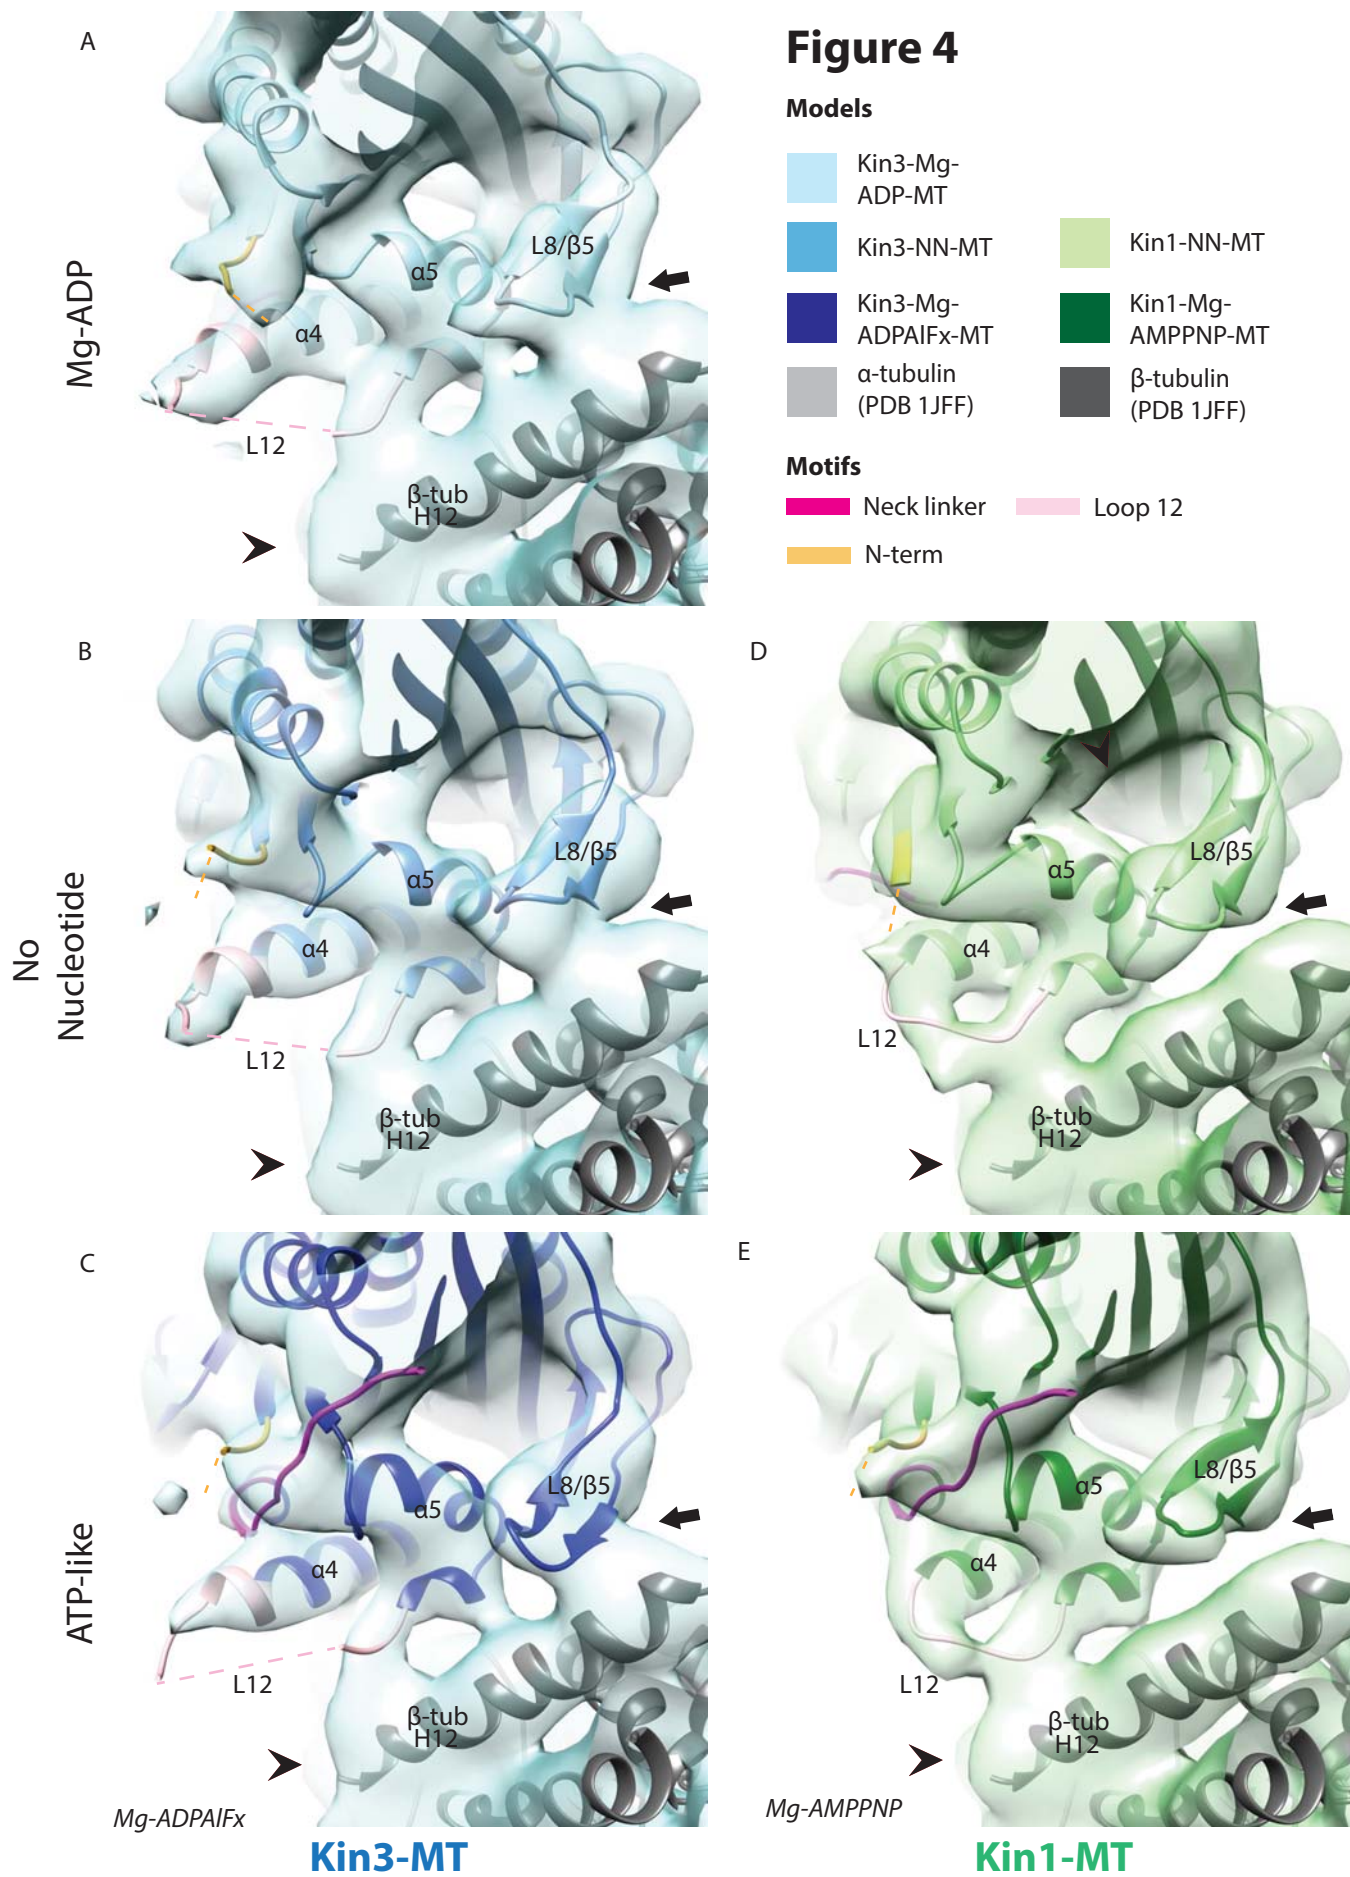 Figure 4
Models
Kin3-Mg-
ADP-MT
Kin3-NN-MT
Kin1-NN-MT
Kin3-Mg-
ADPAlFx-MT
Kin1-Mg-
AMPPNP-MT
α-tubulin
(PDB 1JFF)
β-tubulin
(PDB 1JFF)
Motifs
Neck linker
Loop 12
N-term
A
Mg-ADP
L8/β5
α5
α4
L12
β-tub
H12
B
No
Nucleotide
L8/β5
α5
α4
L12
β-tub
H12
D
L8/β5
α5
α4
L12
β-tub
H12
C
ATP-like
L8/β5
α5
α4
L12
β-tub
H12
Mg-ADPAlFx
Kin3-MT
E
L8/β5
α5
α4
L12
β-tub
H12
Mg-AMPPNP
Kin1-MT